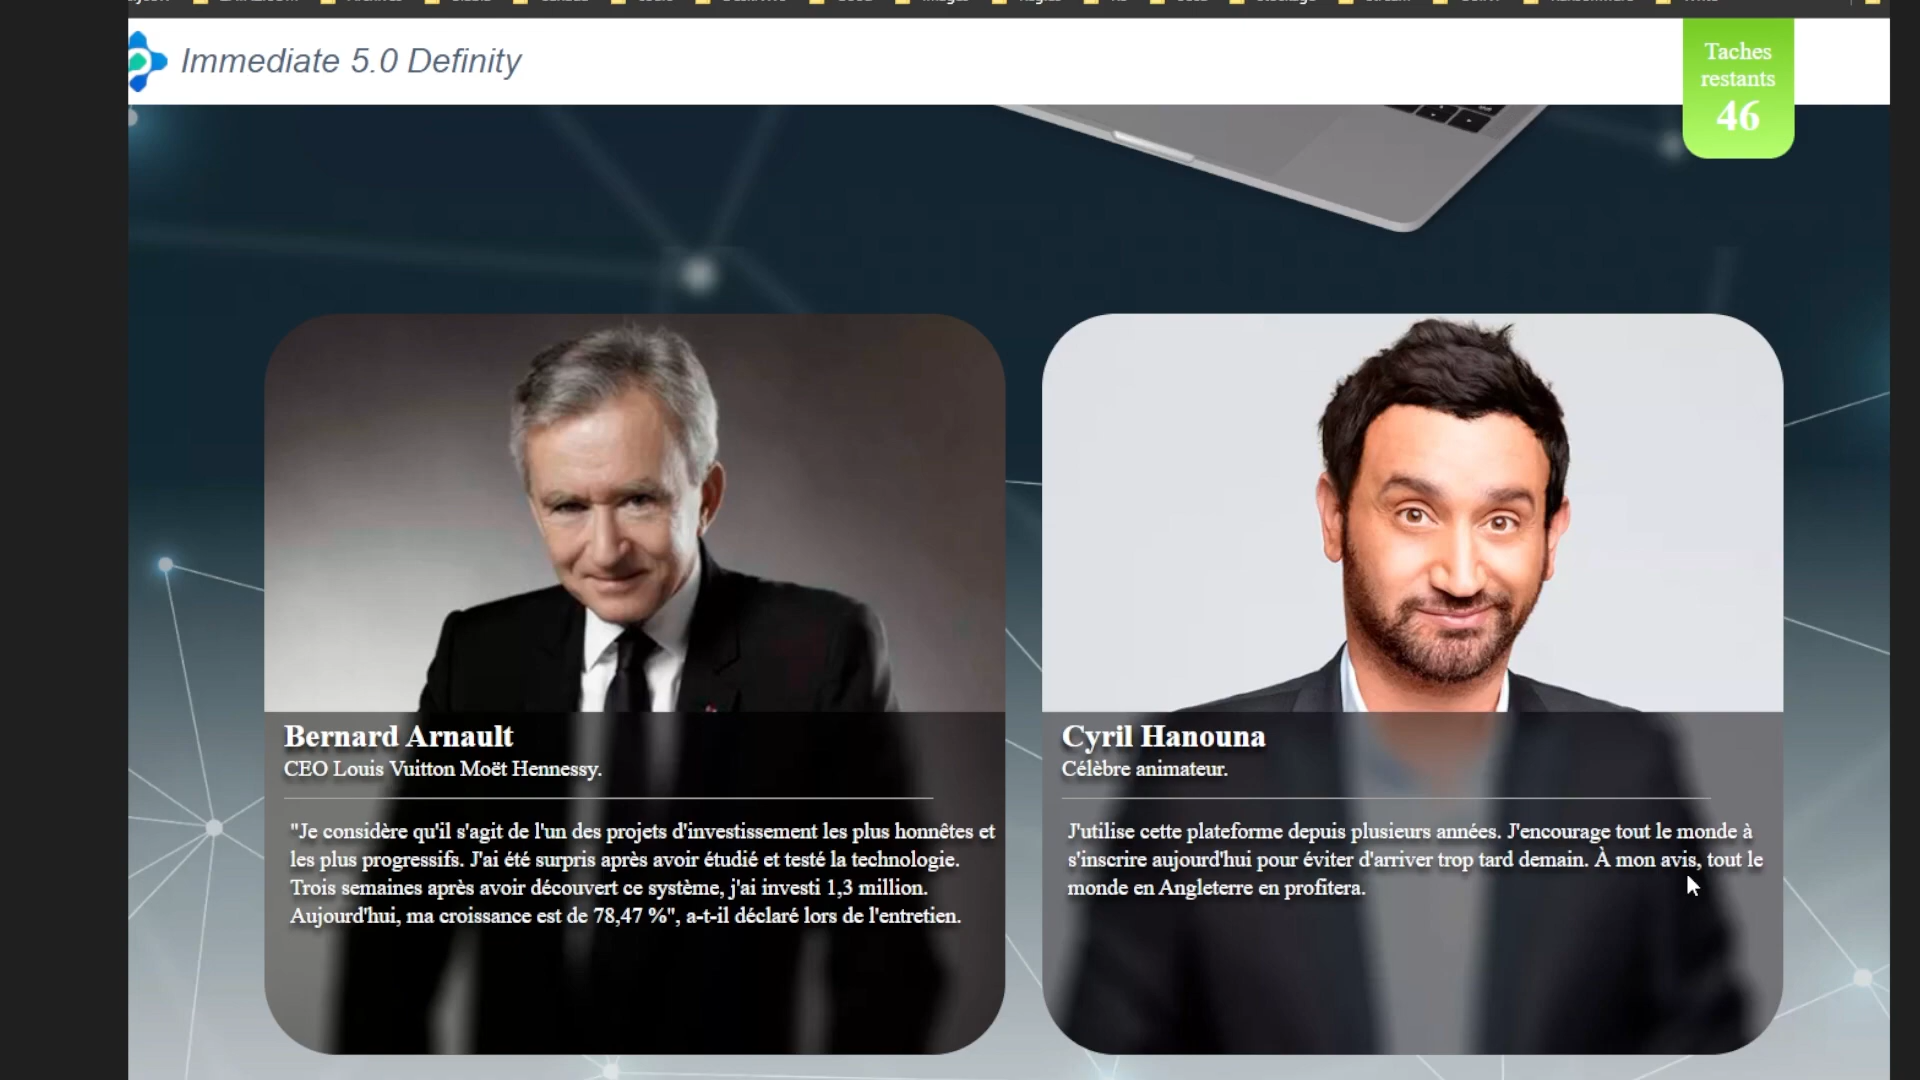 Immediate 5.0 Definity
Taches
restants
46
Bernard Arnault
CEO Louis Vuitton Moët Hennessy.
"Je considère qu'il s'agit de l'un des projets d'investissement les plus honnêtes et
les plus progressifs. J'ai été surpris après avoir étudié et testé la technologie.
Trois semaines après avoir découvert ce système, j'ai investi 1,3 million.
Aujourd'hui, ma croissance est de 78,47 %", a-t-il déclaré lors de l'entretien.
Cyril Hanouna
Célèbre animateur.
J'utilise cette plateforme depuis plusieurs années. J'encourage tout le monde à
s'inscrire aujourd'hui pour éviter d'arriver trop tard demain. À mon avis, tout le
monde en Angleterre en profitera.